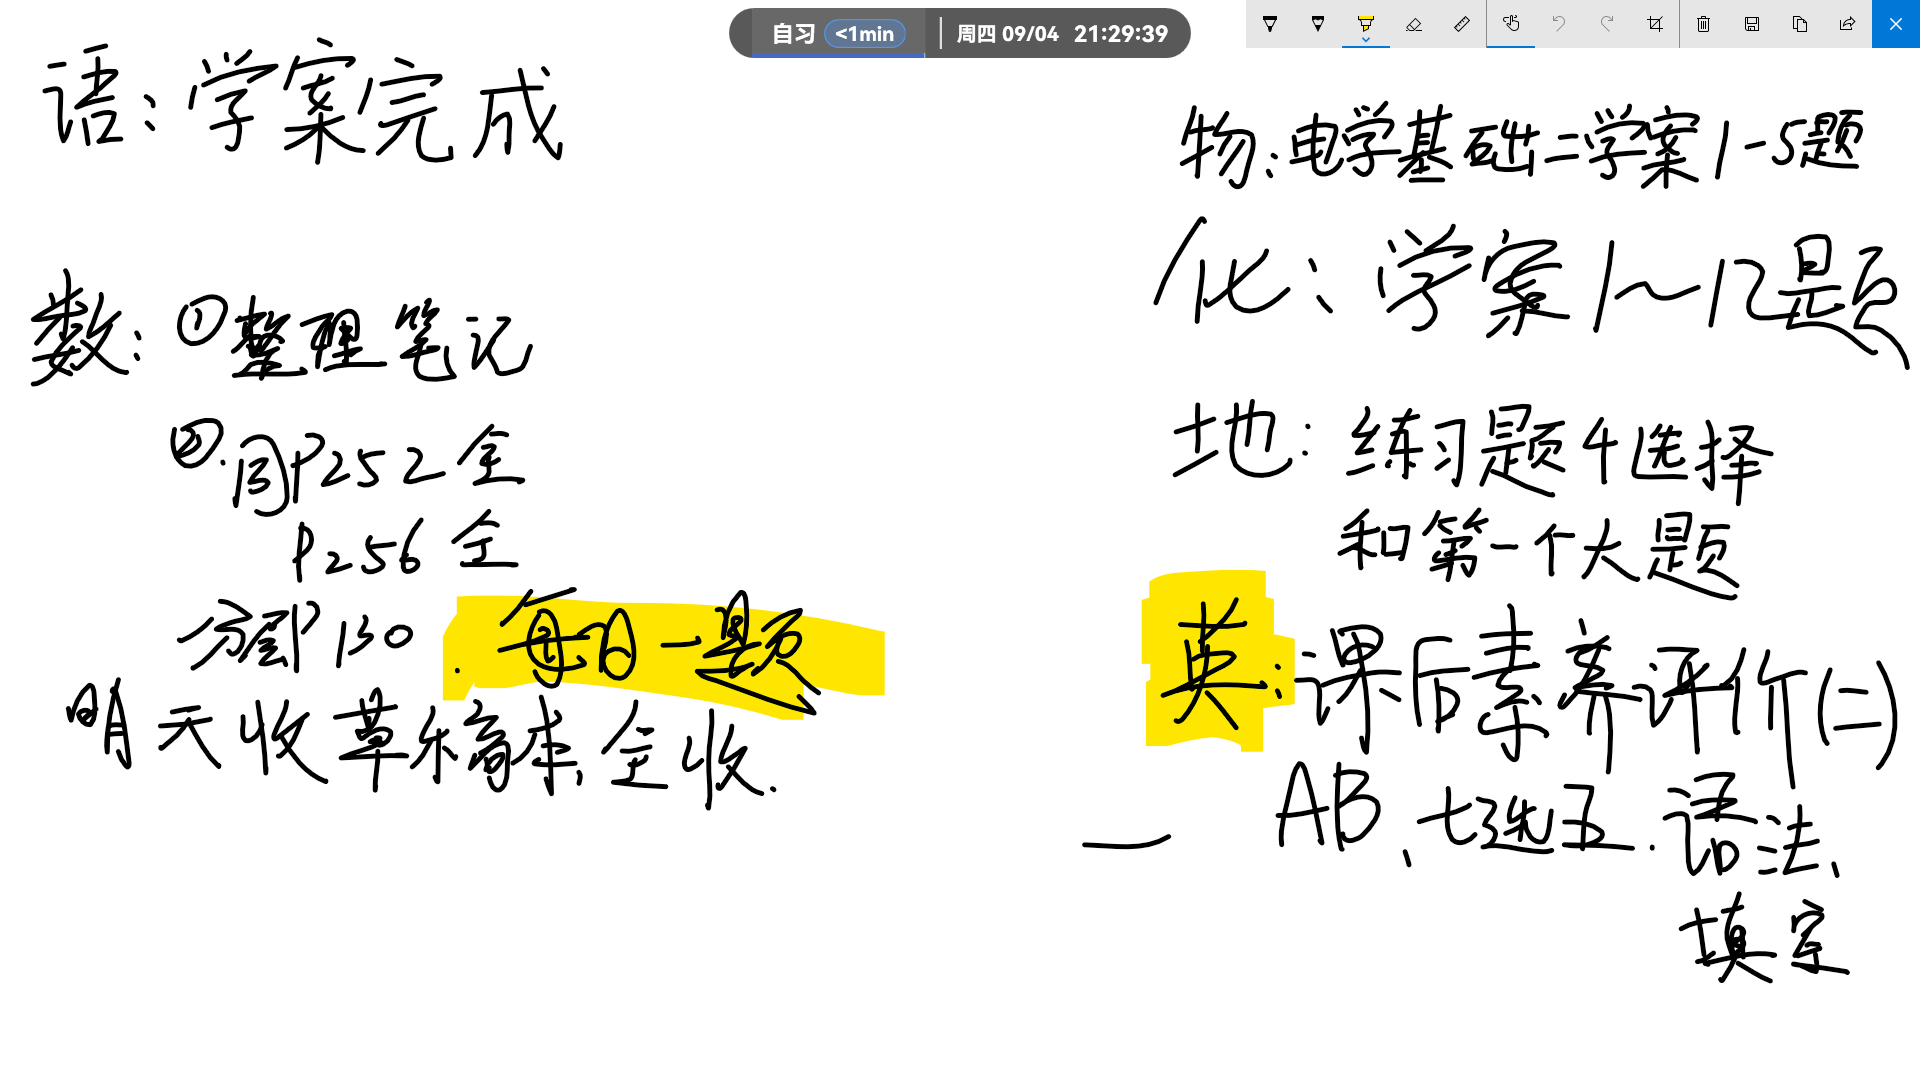 自习 <1min 周四 09/04 21:29:39
语：学案完成
数：①整理笔记
②.同P252全
P256全
分层P130.每日一题
明天收草稿本,全收.
物：电学基础二学案1-5题
化：学案1~12题
地：练习题4选择
和第一个大题
英：课后素养评价(二)
AB、七选五.语法、
填空